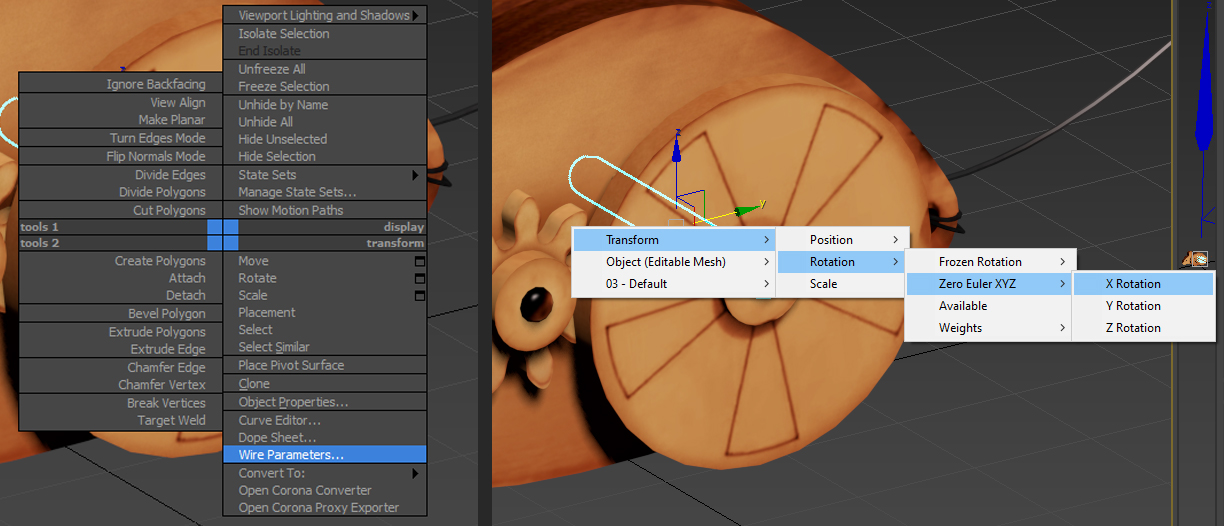 Viewport Lighting and Shadows
Isolate Selection
End Isolate
Unfreeze All
Freeze Selection
Unhide by Name
Unhide All
Hide Unselected
Hide Selection
State Sets
Manage State Sets...
Show Motion Paths
Ignore Backfacing
View Align
Make Planar
Turn Edges Mode
Flip Normals Mode
Divide Edges
Divide Polygons
Cut Polygons
tools 1
display
tools 2
transform
Create Polygons
Attach
Detach
Bevel Polygon
Extrude Polygons
Extrude Edge
Chamfer Edge
Chamfer Vertex
Break Vertices
Target Weld
Move
Rotate
Scale
Placement
Select
Select Similar
Place Pivot Surface
Clone
Object Properties...
Curve Editor...
Dope Sheet...
Wire Parameters...
Convert To:
Open Corona Converter
Open Corona Proxy Exporter
z
y
Transform
Object (Editable Mesh)
03 - Default
Position
Rotation
Scale
Frozen Rotation
Zero Euler XYZ
Available
Weights
X Rotation
Y Rotation
Z Rotation
z